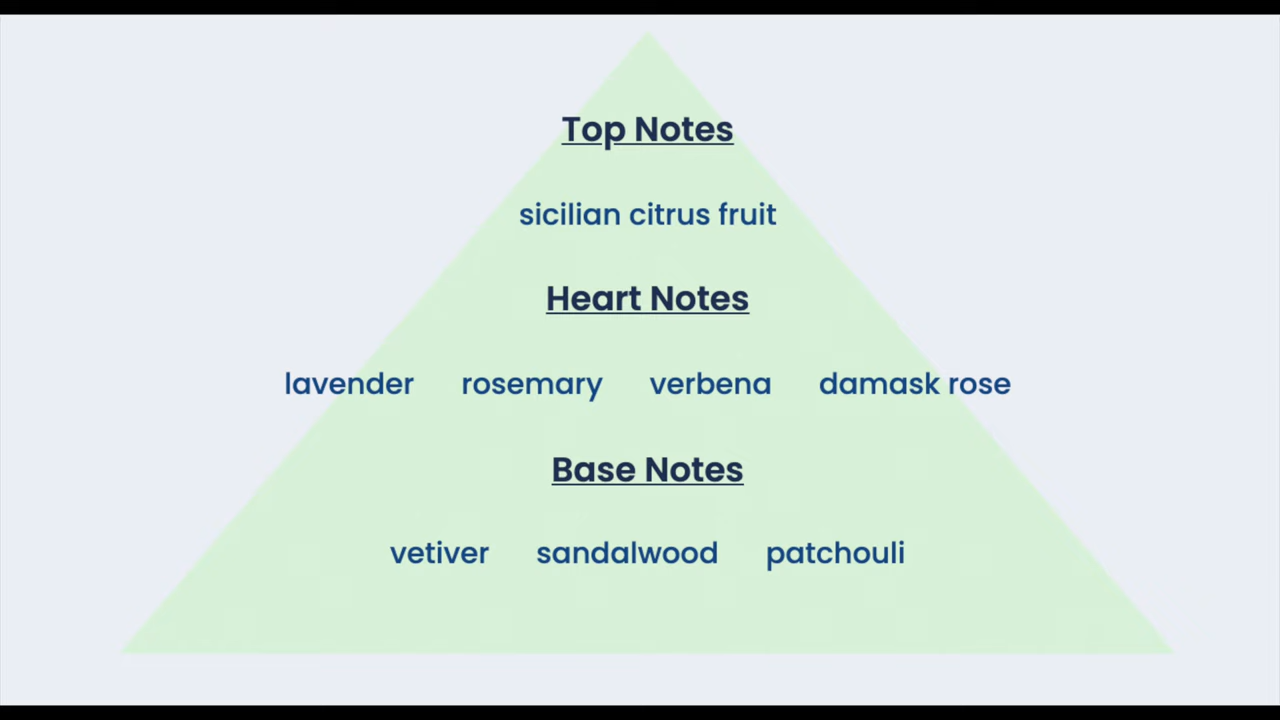 Top Notes
sicilian citrus fruit
Heart Notes
lavender rosemary verbena damask rose
Base Notes
vetiver sandalwood patchouli